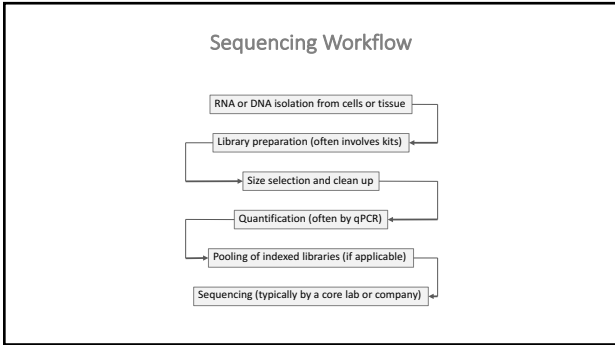 Sequencing Workflow
RNA or DNA isolation from cells or tissue
Library preparation (often involves kits)
Size selection and clean up
Quantification (often by qPCR)
Pooling of indexed libraries (if applicable)
Sequencing (typically by a core lab or company)